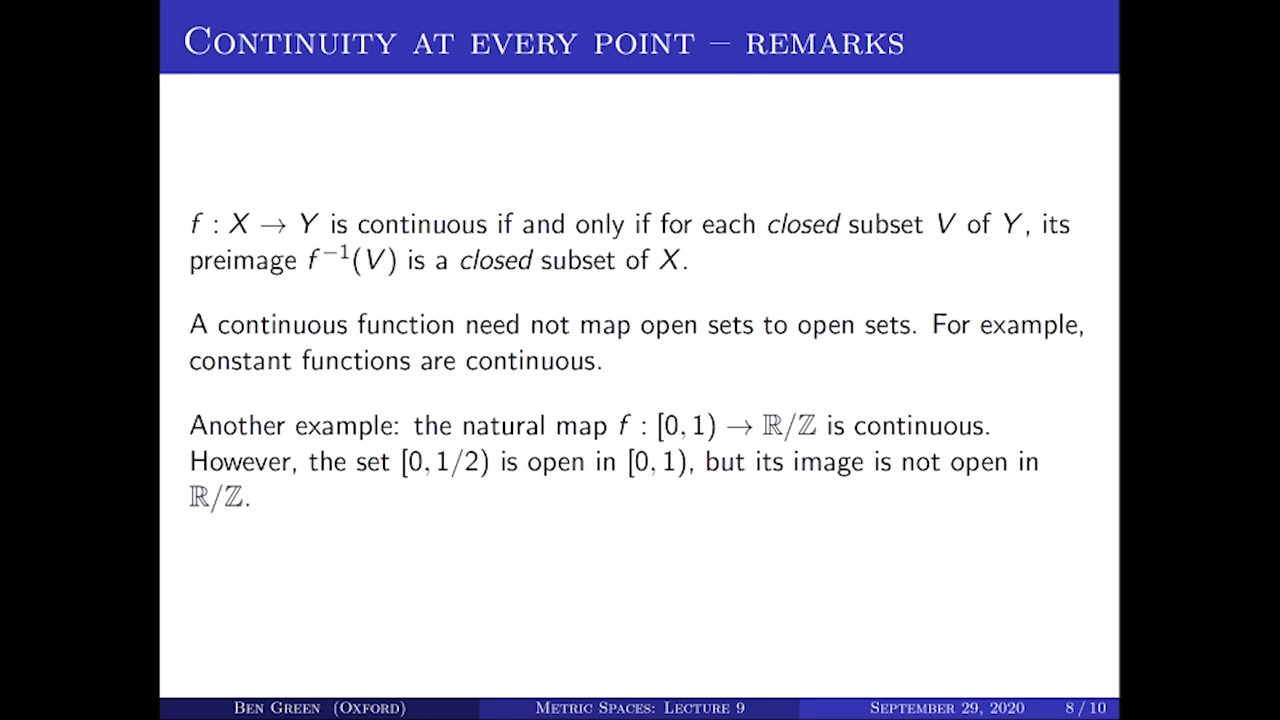 CONTINUITY AT EVERY POINT – REMARKS
f : X → Y is continuous if and only if for each closed subset V of Y, its
preimage f⁻¹(V) is a closed subset of X.
A continuous function need not map open sets to open sets. For example,
constant functions are continuous.
Another example: the natural map f : [0, 1) → ℝ/ℤ is continuous.
However, the set [0, 1/2) is open in [0, 1), but its image is not open in
ℝ/ℤ.
BEN GREEN (OXFORD) METRIC SPACES: LECTURE 9 SEPTEMBER 29, 2020 8 / 10